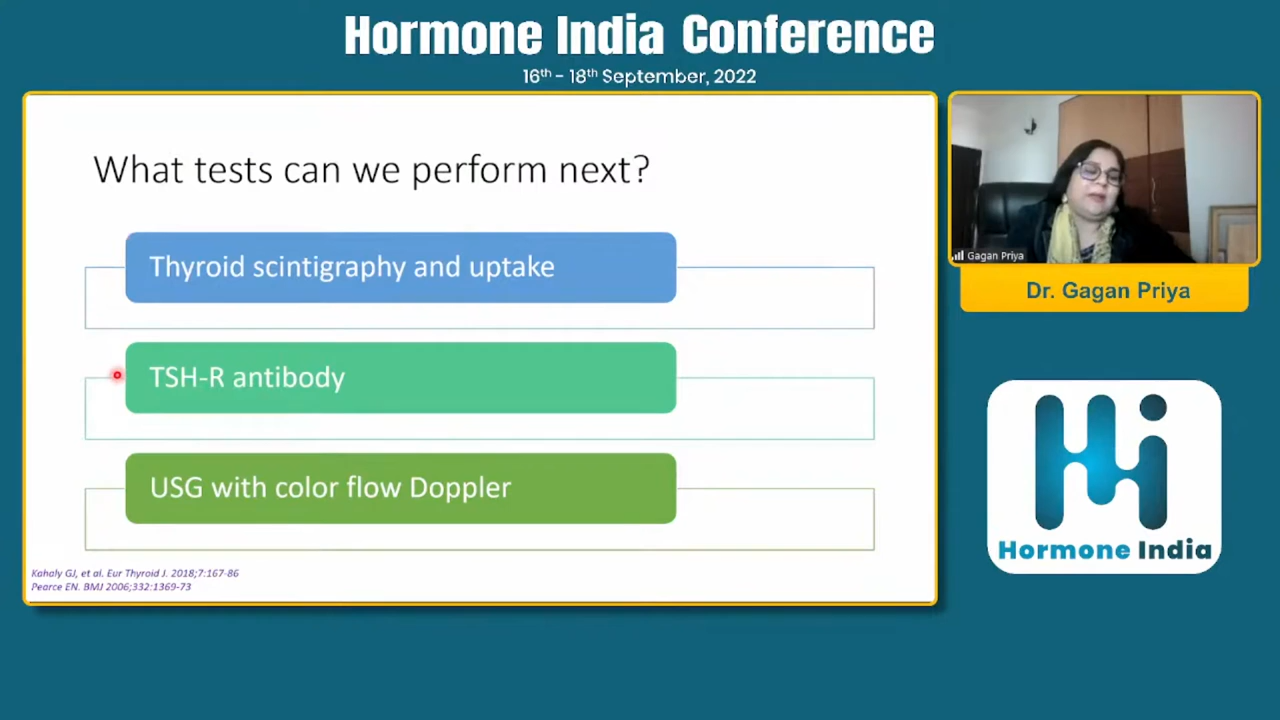 Hormone India Conference
16th - 18th September, 2022
What tests can we perform next?
Thyroid scintigraphy and uptake
TSH-R antibody
USG with color flow Doppler
Kahaly GJ, et al. Eur Thyroid J. 2018;7:167-86
Pearce EN. BMJ 2006;332:1369-73
Gagan Priya
Dr. Gagan Priya
Hi
Hormone India